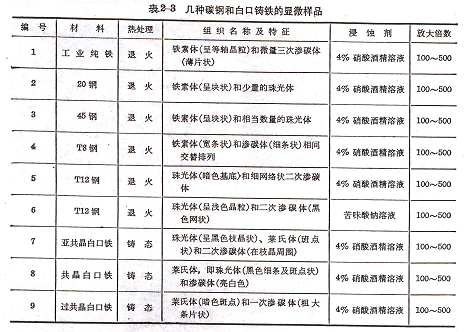 表2-3 几种碳钢和白口铸铁的显微样品
编号 材料 热处理 组织名称及特征 浸蚀剂 放大倍数
1 工业纯铁 退火 铁素体(呈等轴晶粒)和微量三次渗碳体 4%硝酸酒精溶液 100~500
(薄片状)
2 20钢 退火 铁素体(呈块状)和少量的珠光体 4%硝酸酒精溶液 100~500
3 45钢 退火 铁素体(呈块状)和相当数量的珠光体 4%硝酸酒精溶液 100~500
4 T8钢 退火 铁素体(宽条状)和渗碳体(细条状)相间 4%硝酸酒精溶液 100~500
交替排列
5 T12钢 退火 珠光体(暗色基底)和细网络状二次渗碳 4%硝酸酒精溶液 100~500
体
6 T12钢 退火 珠光体(呈浅色晶粒)和二次渗碳体(黑 苦味酸钠溶液 100~500
色网状)
7 亚共晶白口铁 铸态 珠光体(呈黑色枝晶状)、莱氏体(斑点 4%硝酸酒精溶液 100~500
状)和二次渗碳体(在枝晶周围)
8 共晶白口铁 铸态 莱氏体,即珠光体(黑色细条及斑点状) 4%硝酸酒精溶液 100~500
和渗碳体(亮白色)
9 过共晶白口铁 铸态 莱氏体(暗色斑点)和一次渗碳体(粗大 4%硝酸酒精溶液 100~500
条片状)